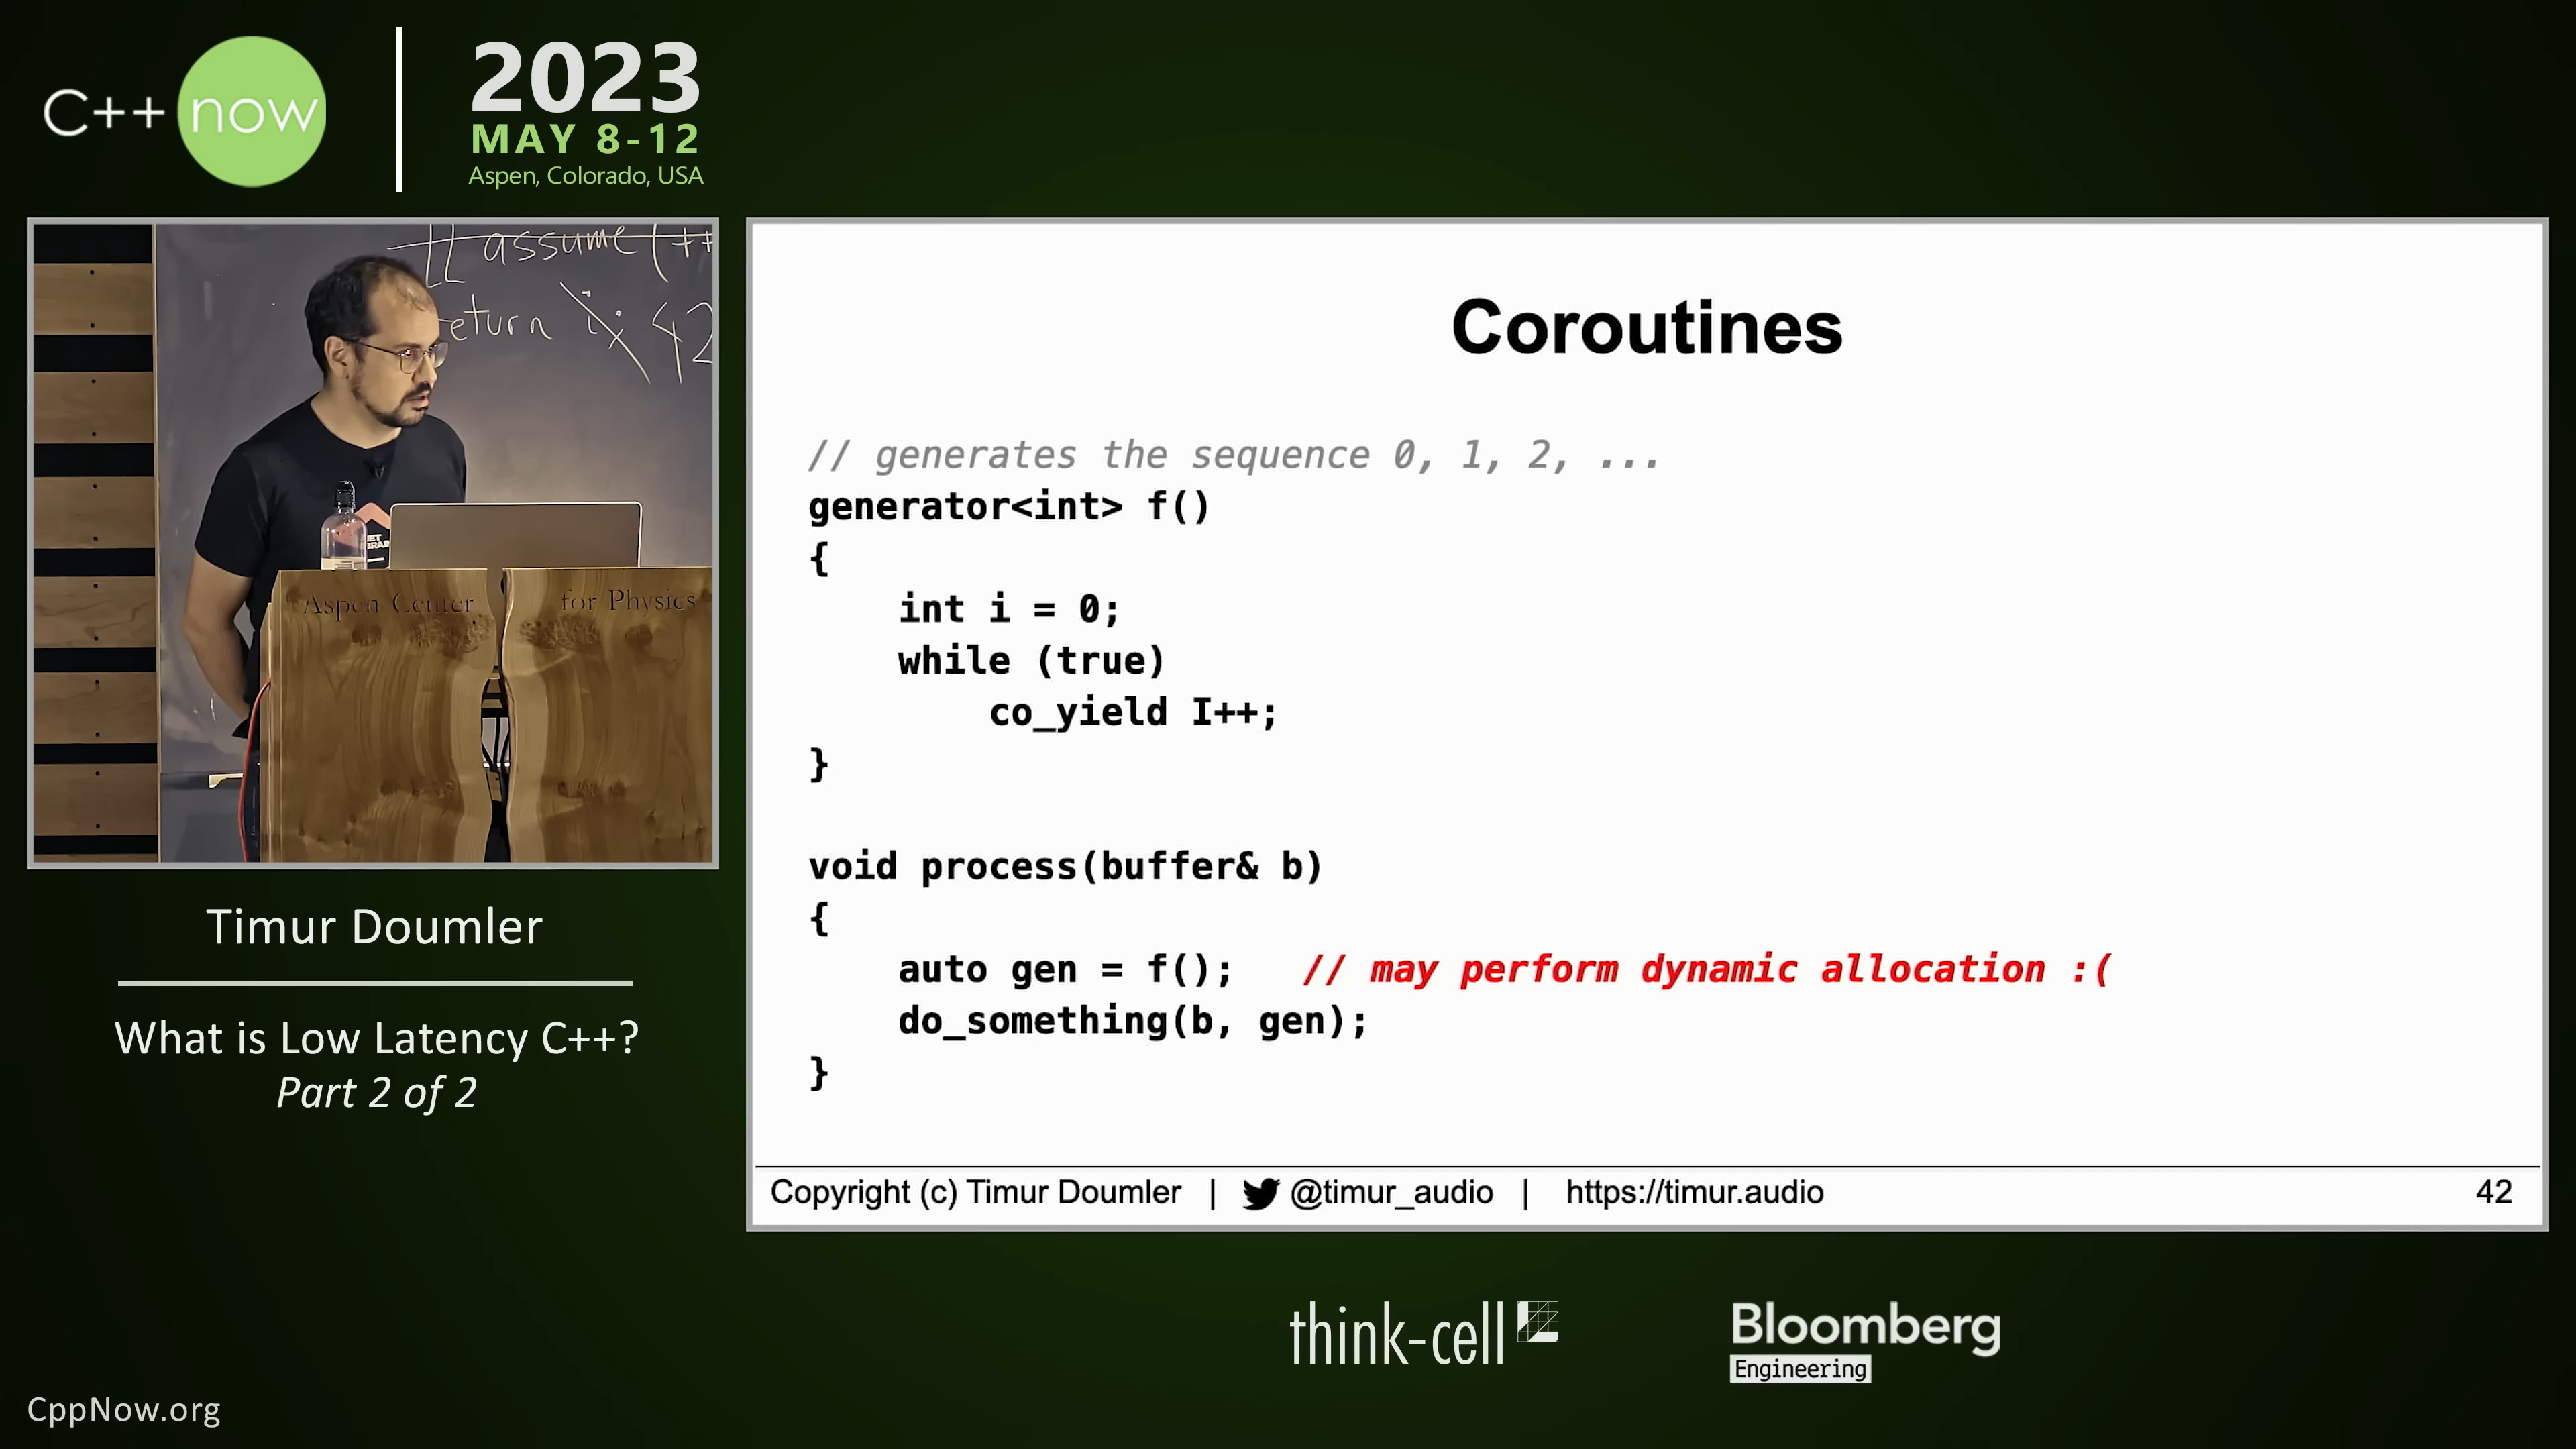 C++ now
2023
MAY 8-12
Aspen, Colorado, USA
[[ assume(++
return i; 42
JET
BRAIN
Aspen Center for Physics
Timur Doumler
What is Low Latency C++?
Part 2 of 2
Coroutines
// generates the sequence 0, 1, 2, ...
generator<int> f()
{
    int i = 0;
    while (true)
        co_yield I++;
}
void process(buffer& b)
{
    auto gen = f();   // may perform dynamic allocation :(
    do_something(b, gen);
}
Copyright (c) Timur Doumler | @timur_audio | https://timur.audio
42
think-cell
Bloomberg
Engineering
CppNow.org